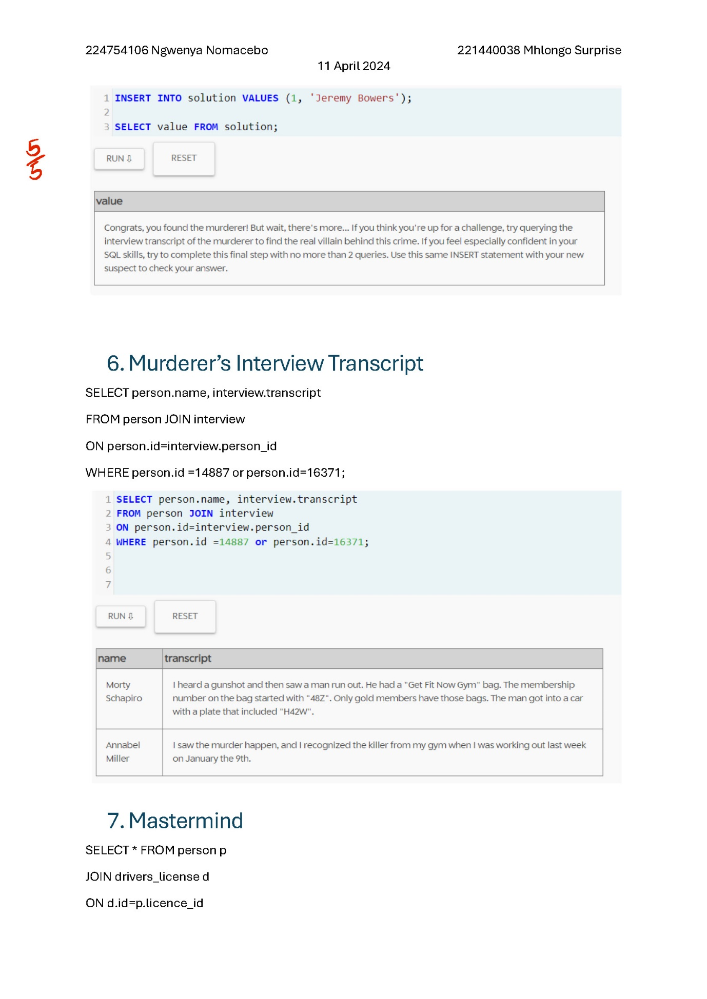 224754106 Ngwenya Nomacebo 221440038 Mhlongo Surprise
11 April 2024
1 INSERT INTO solution VALUES (1, 'Jeremy Bowers');
2
3 SELECT value FROM solution;
5/5
RUN ⇩ RESET
value
Congrats, you found the murderer! But wait, there's more... If you think you're up for a challenge, try querying the
interview transcript of the murderer to find the real villain behind this crime. If you feel especially confident in your
SQL skills, try to complete this final step with no more than 2 queries. Use this same INSERT statement with your new
suspect to check your answer.
6. Murderer’s Interview Transcript
SELECT person.name, interview.transcript
FROM person JOIN interview
ON person.id=interview.person_id
WHERE person.id =14887 or person.id=16371;
1 SELECT person.name, interview.transcript
2 FROM person JOIN interview
3 ON person.id=interview.person_id
4 WHERE person.id =14887 or person.id=16371;
5
6
7
RUN ⇩ RESET
name transcript
Morty
Schapiro
I heard a gunshot and then saw a man run out. He had a "Get Fit Now Gym" bag. The membership
number on the bag started with "48Z". Only gold members have those bags. The man got into a car
with a plate that included "H42W".
Annabel
Miller
I saw the murder happen, and I recognized the killer from my gym when I was working out last week
on January the 9th.
7. Mastermind
SELECT * FROM person p
JOIN drivers_license d
ON d.id=p.licence_id